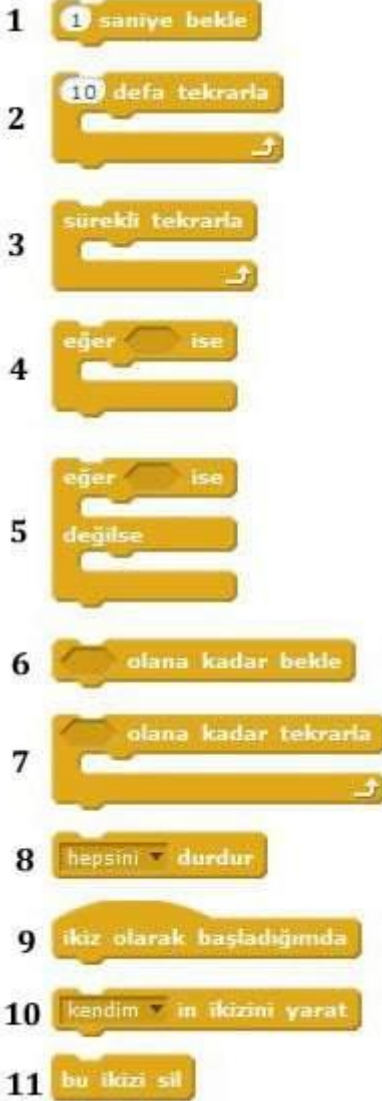 1 1 saniye bekle
2 10 defa tekrarla
3 sürekli tekrarla
4 eğer ise
5 eğer ise
değilse
6 olana kadar bekle
7 olana kadar tekrarla
8 hepsini durdur
9 ikiz olarak başladığımda
10 kendim in ikizini yarat
11 bu ikizi sil